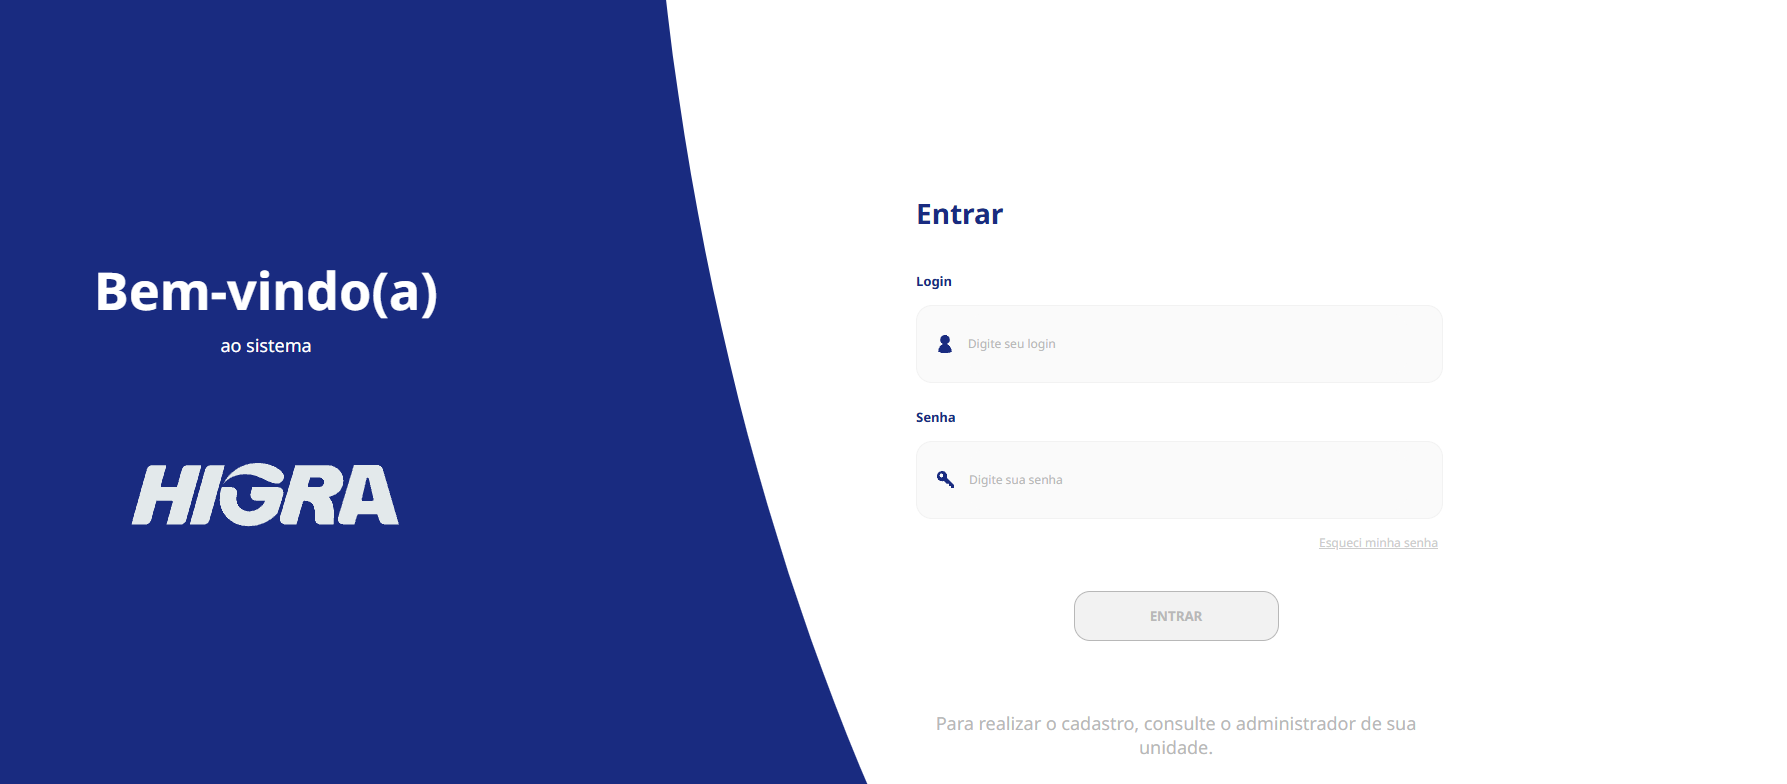 Bem-vindo(a)
ao sistema
HIGRA
Entrar
Login
Digite seu login
Senha
Digite sua senha
Esqueci minha senha
ENTRAR
Para realizar o cadastro, consulte o administrador de sua
unidade.